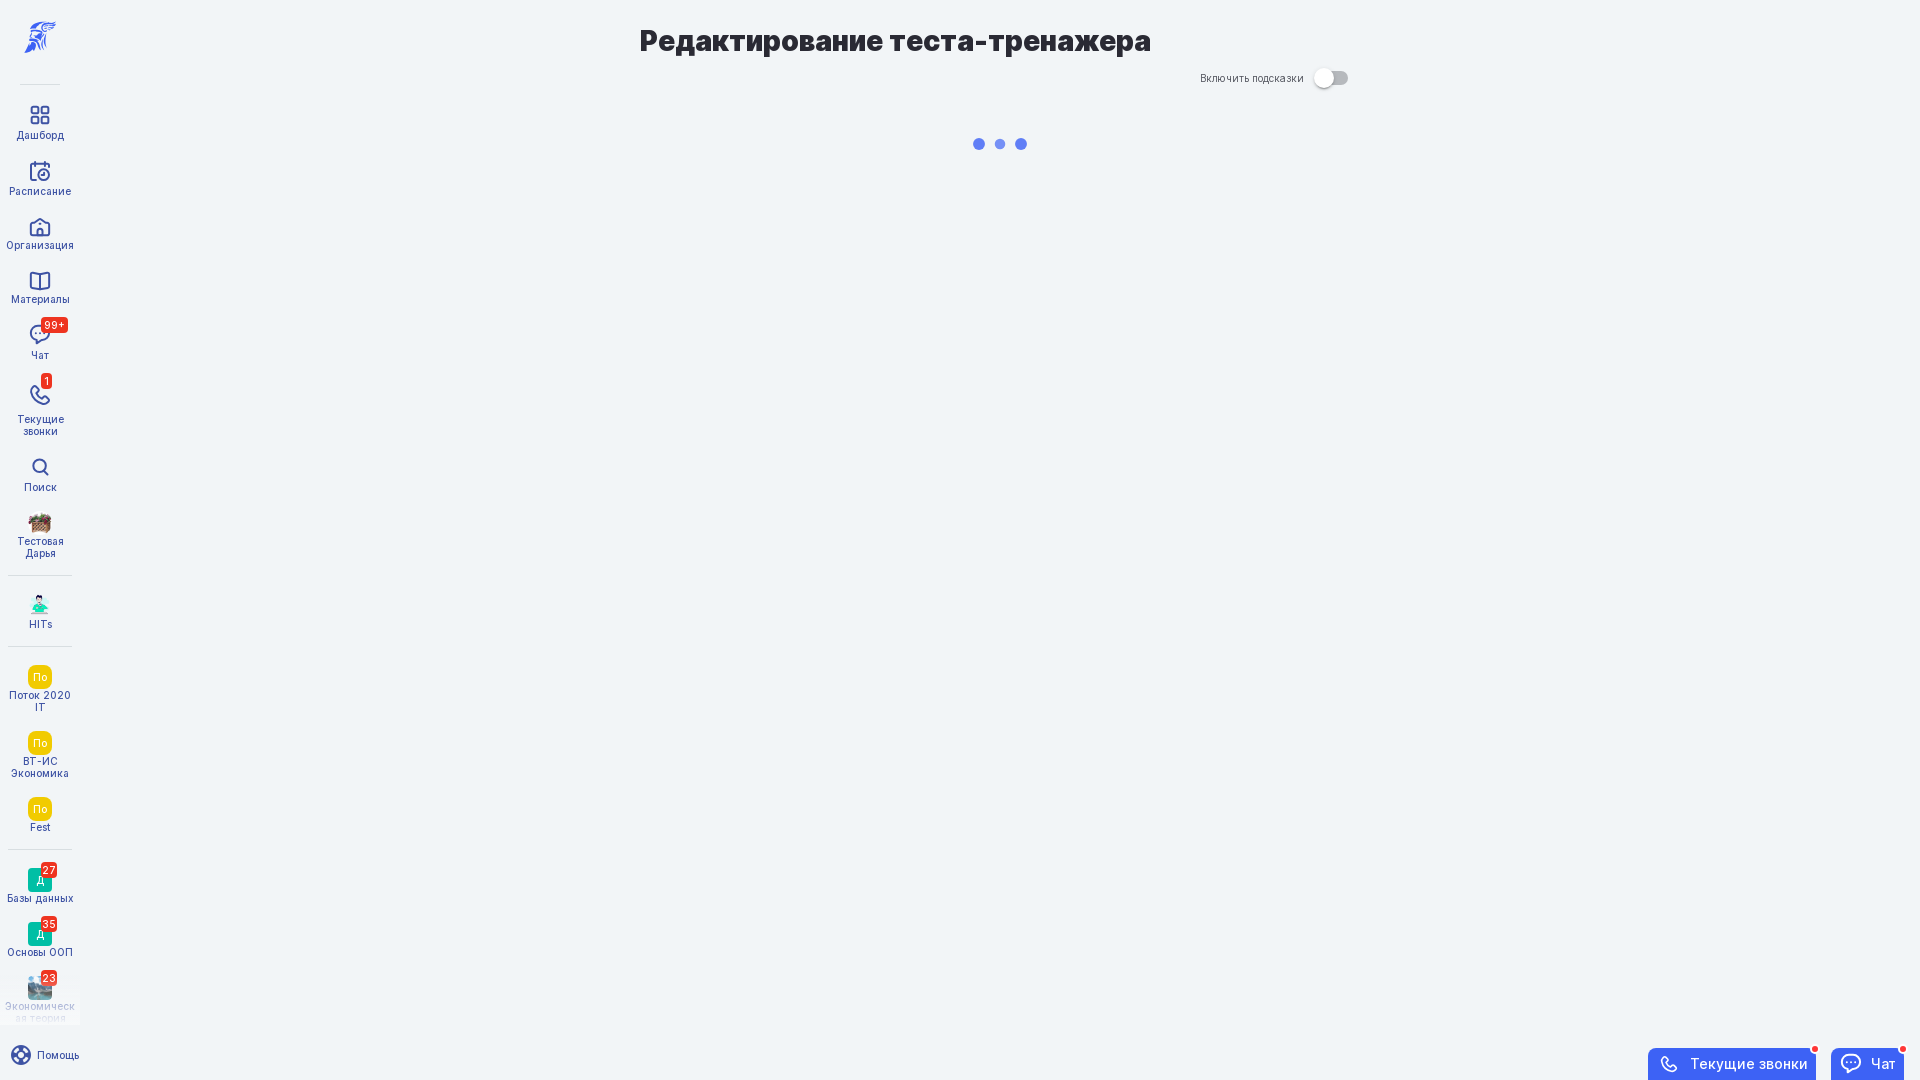 Редактирование теста-тренажера
Включить подсказки
Дашборд
Расписание
Организация
Материалы
99+
Чат
1
Текущие
звонки
Поиск
Тестовая
Дарья
HITs
По
Поток 2020
IT
По
ВТ-ИС
Экономика
По
Fest
27
Д
Базы данных
35
Д
Основы ООП
23
Экономическ
ая теория
Помощь
Текущие звонки
Чат